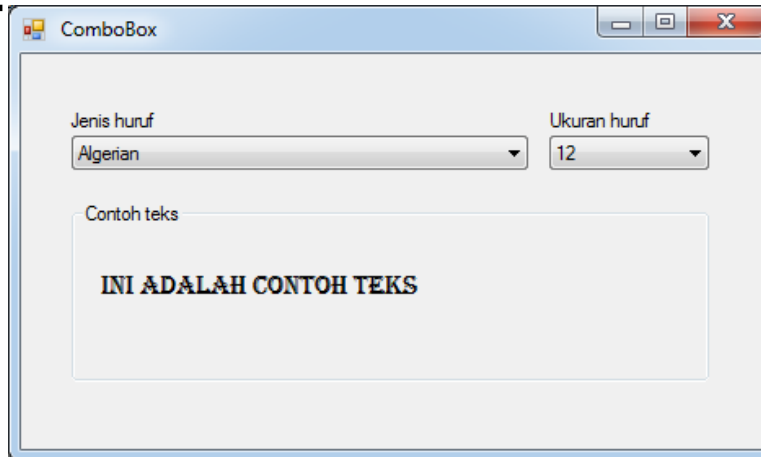 ComboBox
Jenis huruf
Ukuran huruf
Algerian
12
Contoh teks
INI ADALAH CONTOH TEKS